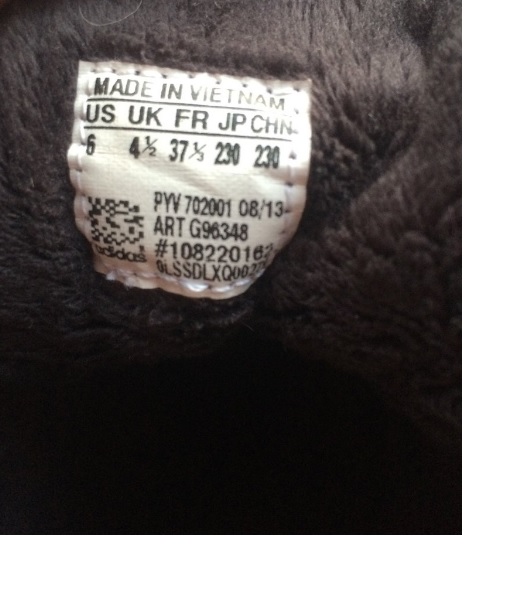 MADE IN VIETNAM
US UK FR JP CHN
6 4½ 37⅓ 230 230
PYV 702001 08/13
ART G96348
adidas